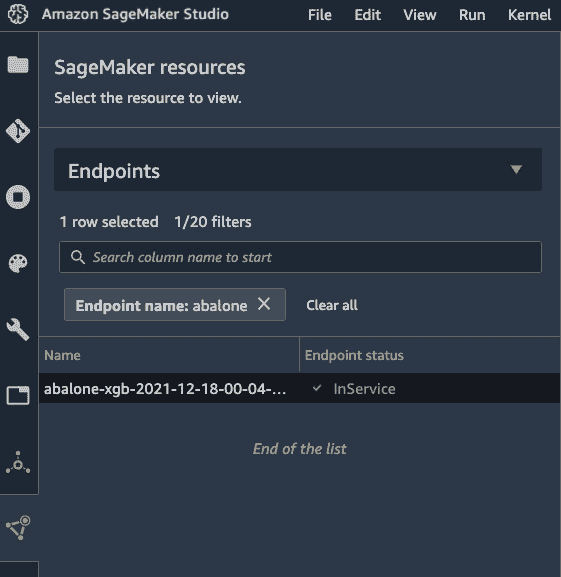 Amazon SageMaker Studio File Edit View Run Kernel
SageMaker resources
Select the resource to view.
Endpoints
1 row selected 1/20 filters
Search column name to start
Endpoint name: abalone Clear all
Name Endpoint status
abalone-xgb-2021-12-18-00-04-... InService
End of the list